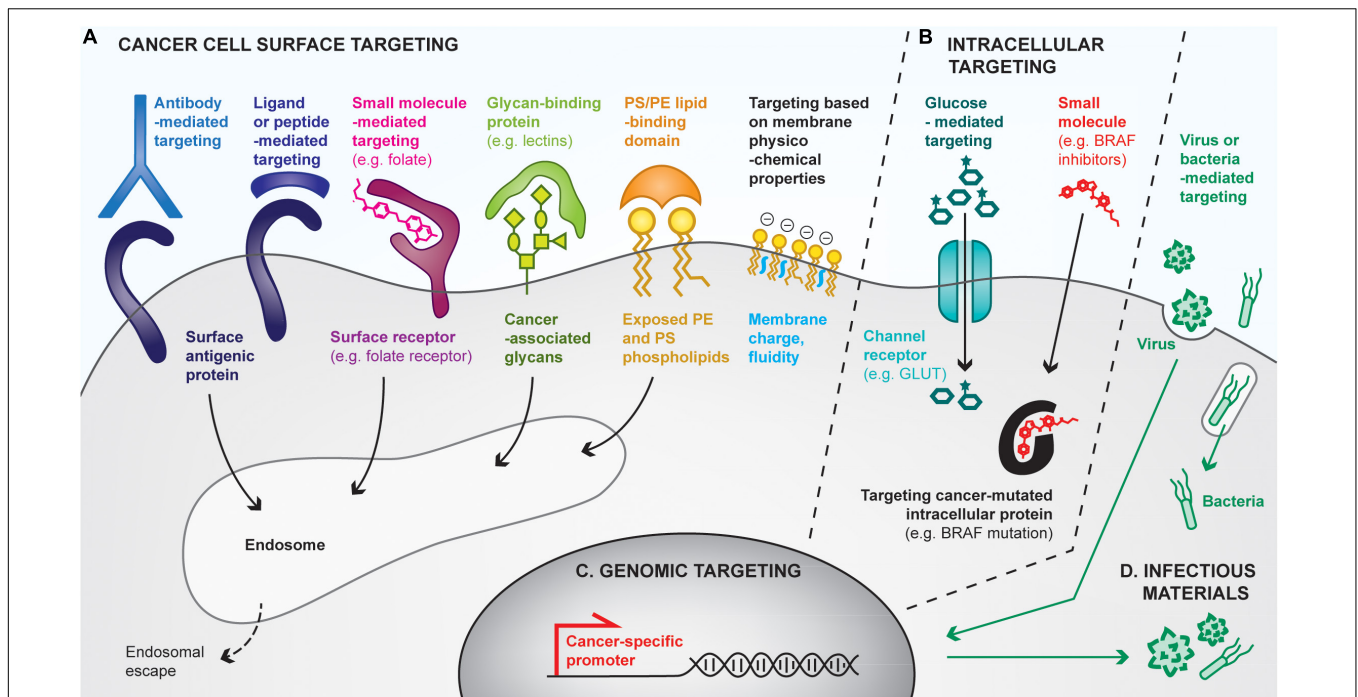 A
CANCER CELL SURFACE TARGETING
Antibody
-mediated
targeting
Ligand
or peptide
-mediated
targeting
Small molecule
-mediated
targeting
(e.g. folate)
Glycan-binding
protein
(e.g. lectins)
PS/PE lipid
-binding
domain
Targeting based
on membrane
physico
-chemical
properties
Surface
antigenic
protein
Surface receptor
(e.g. folate receptor)
Cancer
-associated
glycans
Exposed PE
and PS
phospholipids
Membrane
charge,
fluidity
Endosome
Endosomal
escape
B
INTRACELLULAR
TARGETING
Glucose
- mediated
targeting
Small
molecule
(e.g. BRAF
inhibitors)
Channel
receptor
(e.g. GLUT)
Targeting cancer-mutated
intracellular protein
(e.g. BRAF mutation)
Virus or
bacteria
-mediated
targeting
Virus
Bacteria
C. GENOMIC TARGETING
Cancer-specific
promoter
D. INFECTIOUS
MATERIALS